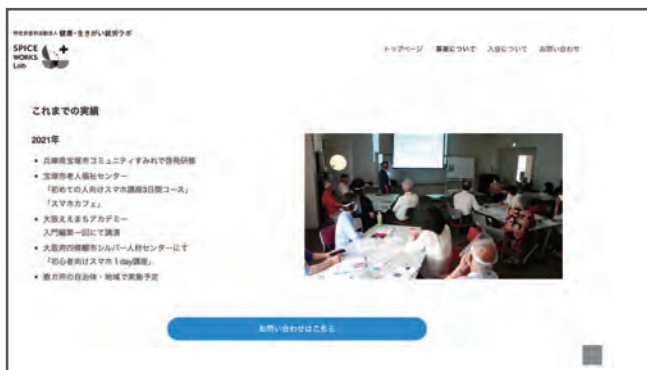 特定非営利活動法人 健康・生きがい就労ラボ
SPICE
WORKS
Lab
トップページ 事業について 入会について お問い合わせ
これまでの実績
2021年
• 兵庫県宝塚市コミュニティすみれで啓発研修
• 宝塚市老人福祉センター
「初めての人向けスマホ講座3日間コース」
「スマホカフェ」
• 大阪ええまちアカデミー
入門編第一回にて講演
• 大阪府四條畷市シルバー人材センターにて
「初心者向けスマホ1day講座」
• 数カ所の自治体・地域で実施予定
お問い合わせはこちら